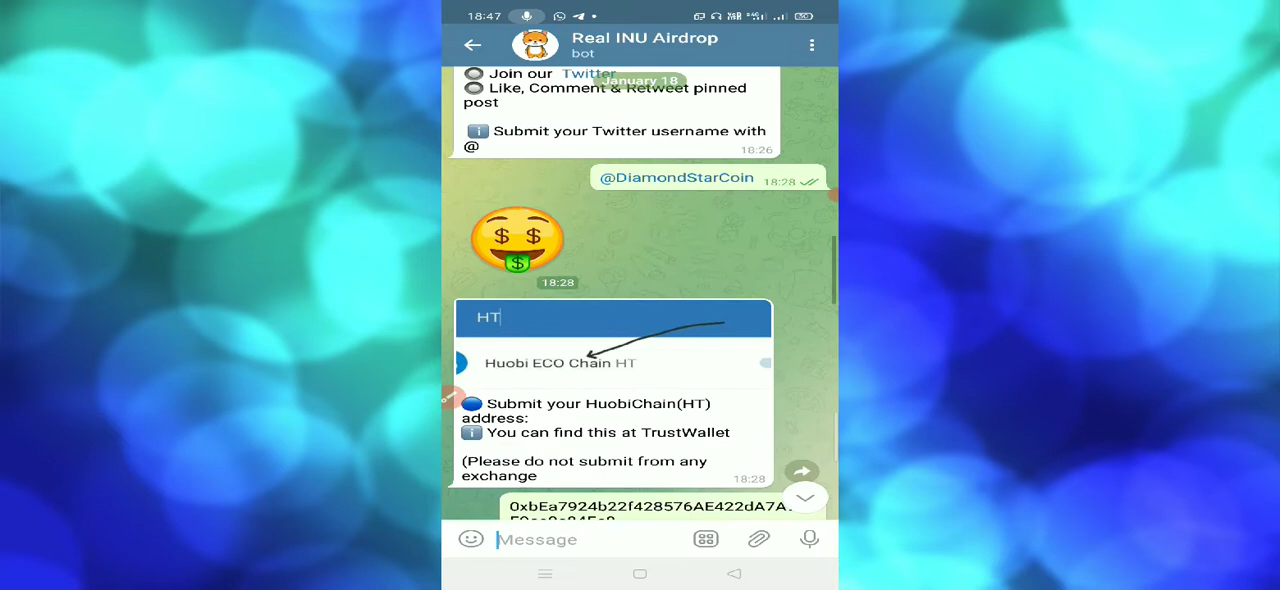 18:47
Real INU Airdrop
bot
Join our Twitter
January 18
Like, Comment & Retweet pinned
post
Submit your Twitter username with
@
18:26
@DiamondStarCoin 18:28
18:28
HT
Huobi ECO Chain HT
Submit your HuobiChain(HT)
address:
You can find this at TrustWallet
(Please do not submit from any
exchange
18:28
0xbEa7924b22f428576AE422dA7A
Message